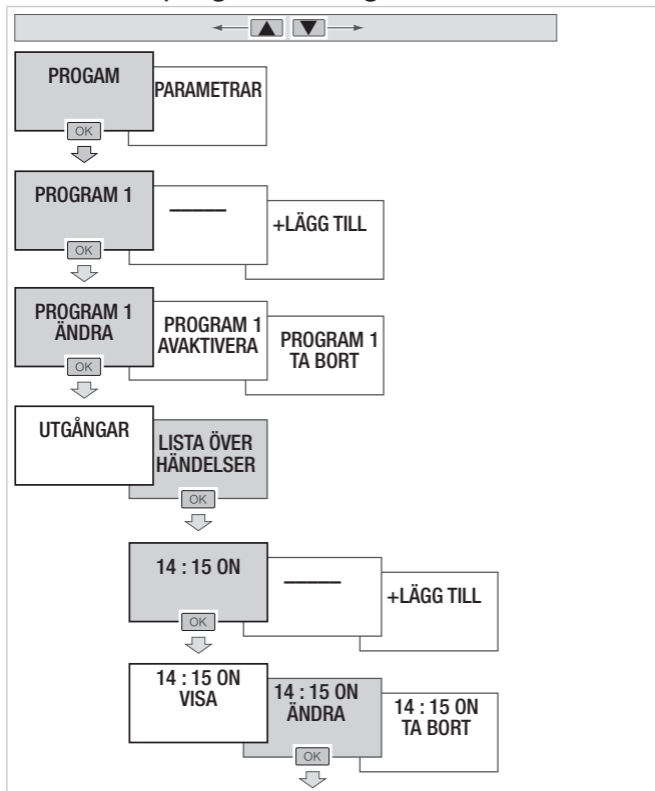 PROGAM
PARAMETRAR
OK
PROGRAM 1
_____
+LÄGG TILL
OK
PROGRAM 1
ÄNDRA
PROGRAM 1
AVAKTIVERA
PROGRAM 1
TA BORT
OK
UTGÅNGAR
LISTA ÖVER
HÄNDELSER
OK
14 : 15 ON
_____
+LÄGG TILL
OK
14 : 15 ON
VISA
14 : 15 ON
ÄNDRA
14 : 15 ON
TA BORT
OK